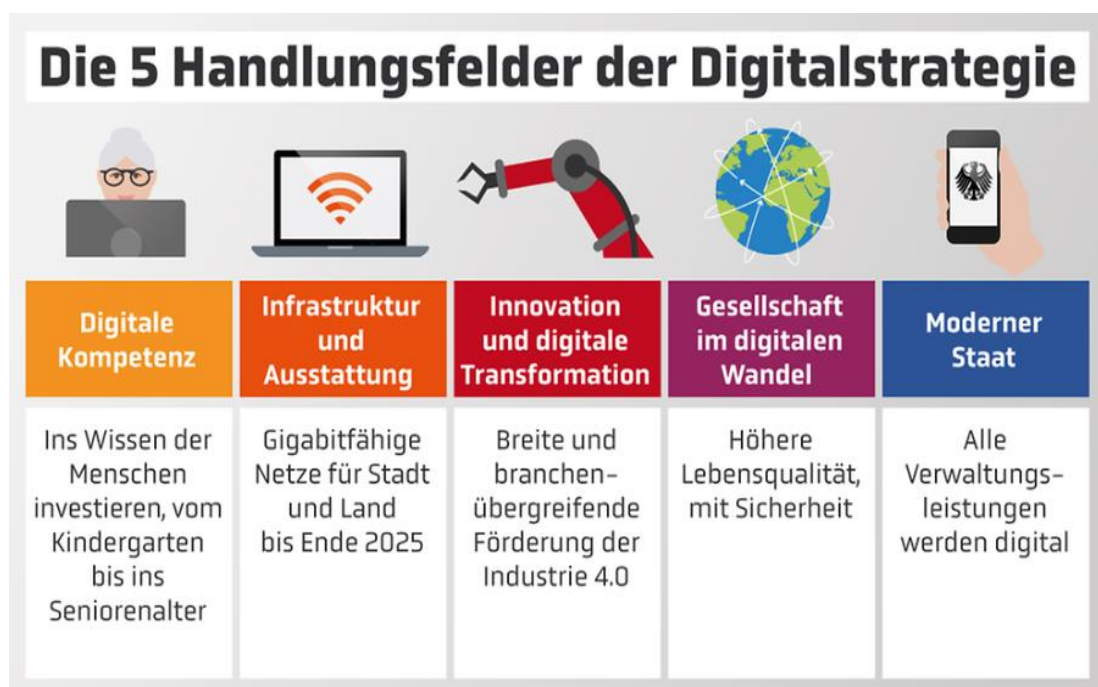 Die 5 Handlungsfelder der Digitalstrategie
Digitale
Kompetenz
Ins Wissen der
Menschen
investieren, vom
Kindergarten
bis ins
Seniorenalter
Infrastruktur
und
Ausstattung
Gigabitfähige
Netze für Stadt
und Land
bis Ende 2025
Innovation
und digitale
Transformation
Breite und
branchen-
übergreifende
Förderung der
Industrie 4.0
Gesellschaft
im digitalen
Wandel
Höhere
Lebensqualität,
mit Sicherheit
Moderner
Staat
Alle
Verwaltungs-
leistungen
werden digital